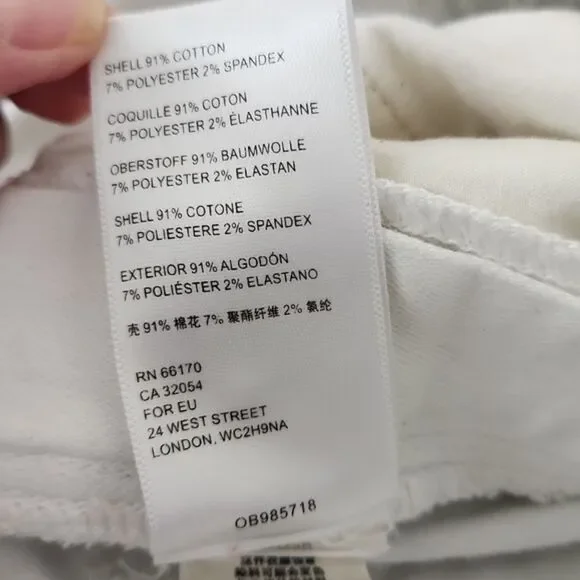 SHELL 91% COTTON
7% POLYESTER 2% SPANDEX
COQUILLE 91% COTON
7% POLYESTER 2% ÉLASTHANNE
OBERSTOFF 91% BAUMWOLLE
7% POLYESTER 2% ELASTAN
SHELL 91% COTONE
7% POLIESTERE 2% SPANDEX
EXTERIOR 91% ALGODÓN
7% POLIÉSTER 2% ELASTANO
壳 91% 棉花 7% 聚酯纤维 2% 氨纶
RN 66170
CA 32054
FOR EU
24 WEST STREET
LONDON, WC2H9NA
OB985718